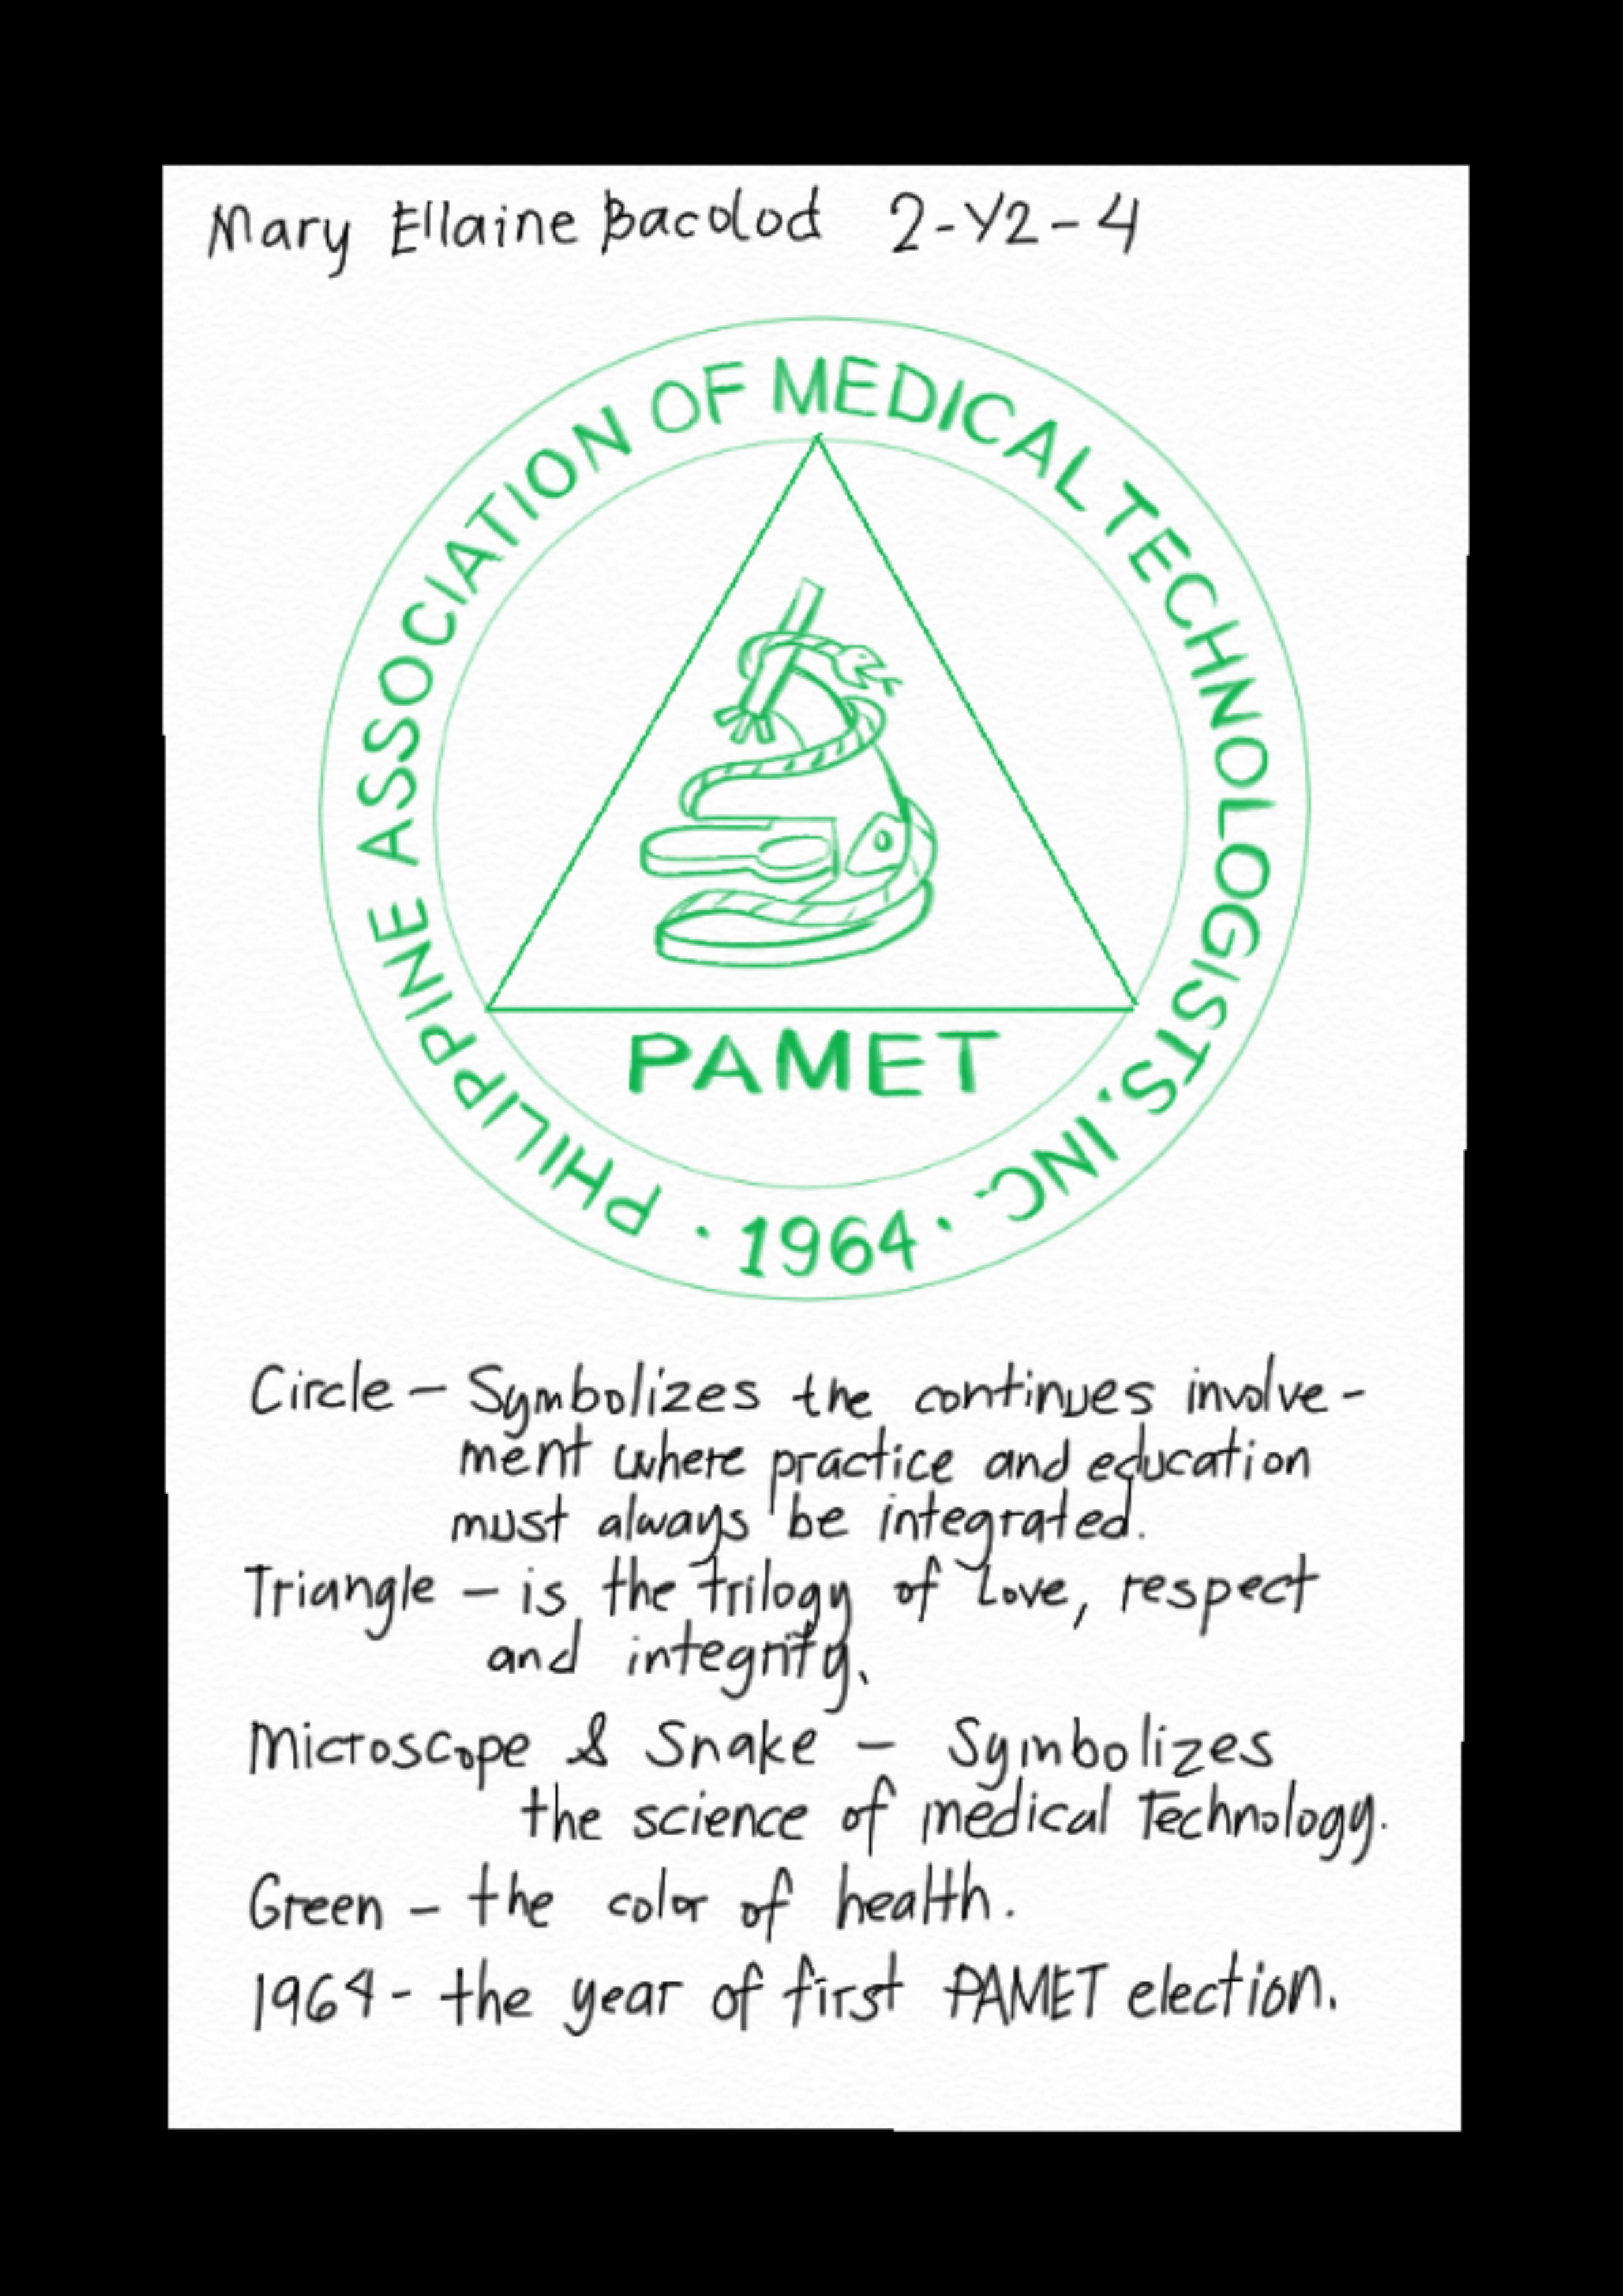 Mary Ellaine Bacolod 2-Y2-4
PHILIPPINE ASSOCIATION OF MEDICAL TECHNOLOGISTS. INC.
PAMET
· 1964 ·
Circle - Symbolizes the continues involve-
ment where practice and education
must always be integrated.
Triangle - is the trilogy of love, respect
and integrity.
Microscope & Snake - Symbolizes
the science of medical Technology.
Green - the color of health.
1964 - the year of first PAMET election.